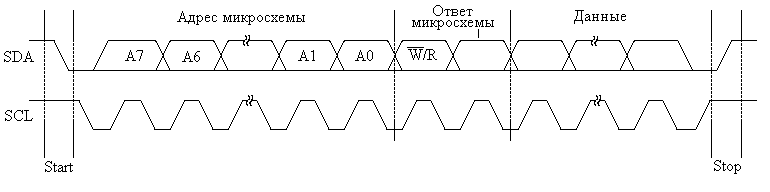 Адрес микросхемы
Ответ
микросхемы
Данные
SDA
A7
A6
A1
A0
W/R
SCL
Start
Stop